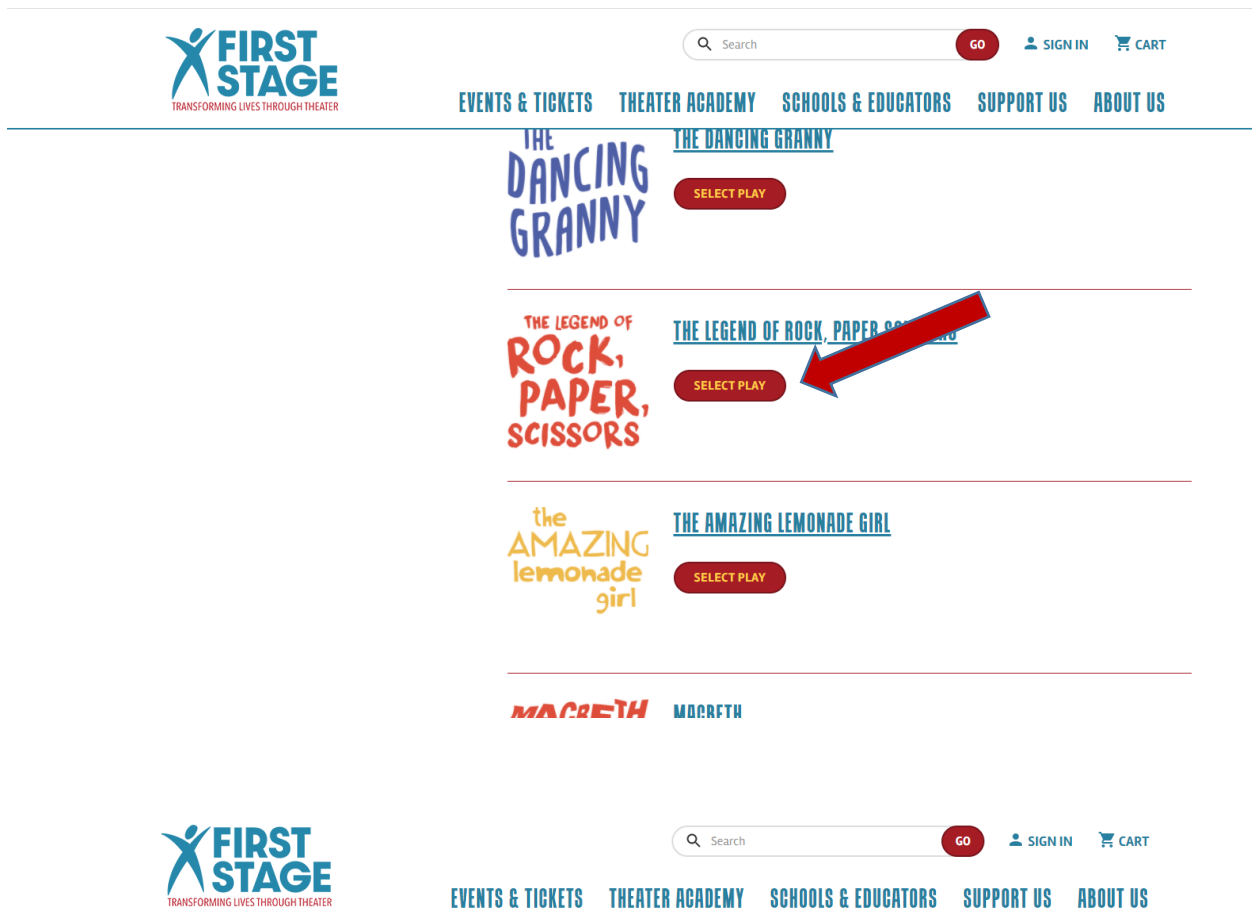 FIRST
STAGE
TRANSFORMING LIVES THROUGH THEATER
Search
GO
SIGN IN
CART
EVENTS & TICKETS THEATER ACADEMY SCHOOLS & EDUCATORS SUPPORT US ABOUT US
THE
DANCING
GRANNY
THE DANCING GRANNY
SELECT PLAY
THE LEGEND OF
ROCK,
PAPER,
SCISSORS
THE LEGEND OF ROCK, PAPER
SELECT PLAY
the
AMAZING
lemonade
girl
THE AMAZING LEMONADE GIRL
SELECT PLAY
MACBETH
MACBETH
FIRST
STAGE
TRANSFORMING LIVES THROUGH THEATER
Search
GO
SIGN IN
CART
EVENTS & TICKETS THEATER ACADEMY SCHOOLS & EDUCATORS SUPPORT US ABOUT US